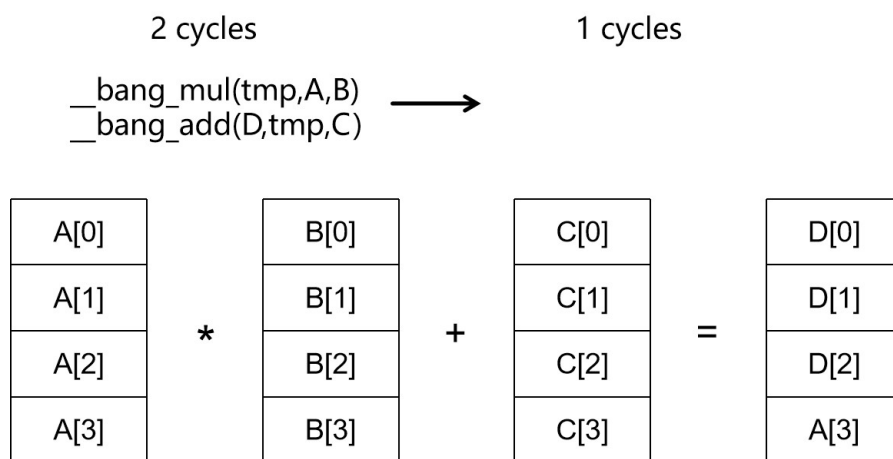 2 cycles 1 cycles
__bang_mul(tmp,A,B)
__bang_add(D,tmp,C)
A[0] B[0] C[0] D[0]
A[1] B[1] C[1] D[1]
* + =
A[2] B[2] C[2] D[2]
A[3] B[3] C[3] A[3]